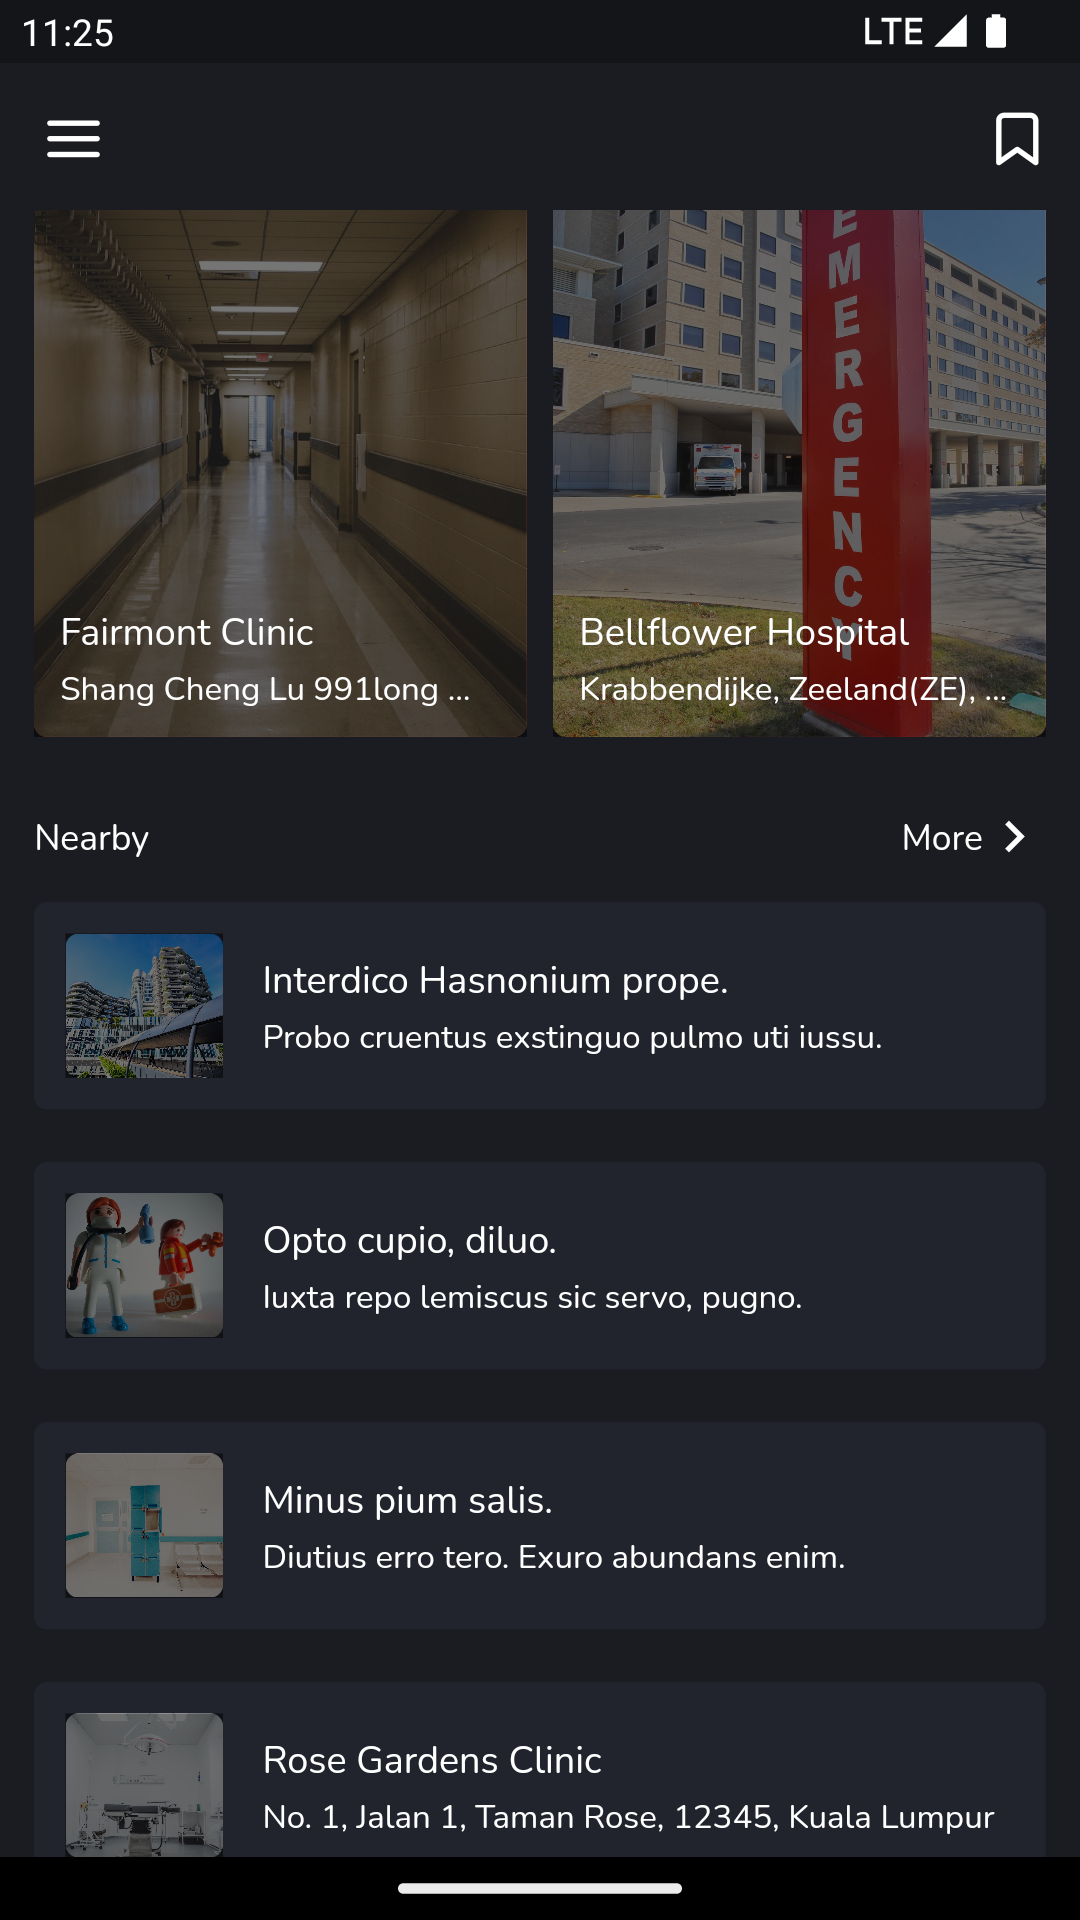 11:25
LTE
EMERGENCY
Fairmont Clinic
Shang Cheng Lu 991long ...
Bellflower Hospital
Krabbendijke, Zeeland(ZE), ...
Nearby
More
Interdico Hasnonium prope.
Probo cruentus exstinguo pulmo uti iussu.
Opto cupio, diluo.
Iuxta repo lemiscus sic servo, pugno.
Minus pium salis.
Diutius erro tero. Exuro abundans enim.
Rose Gardens Clinic
No. 1, Jalan 1, Taman Rose, 12345, Kuala Lumpur